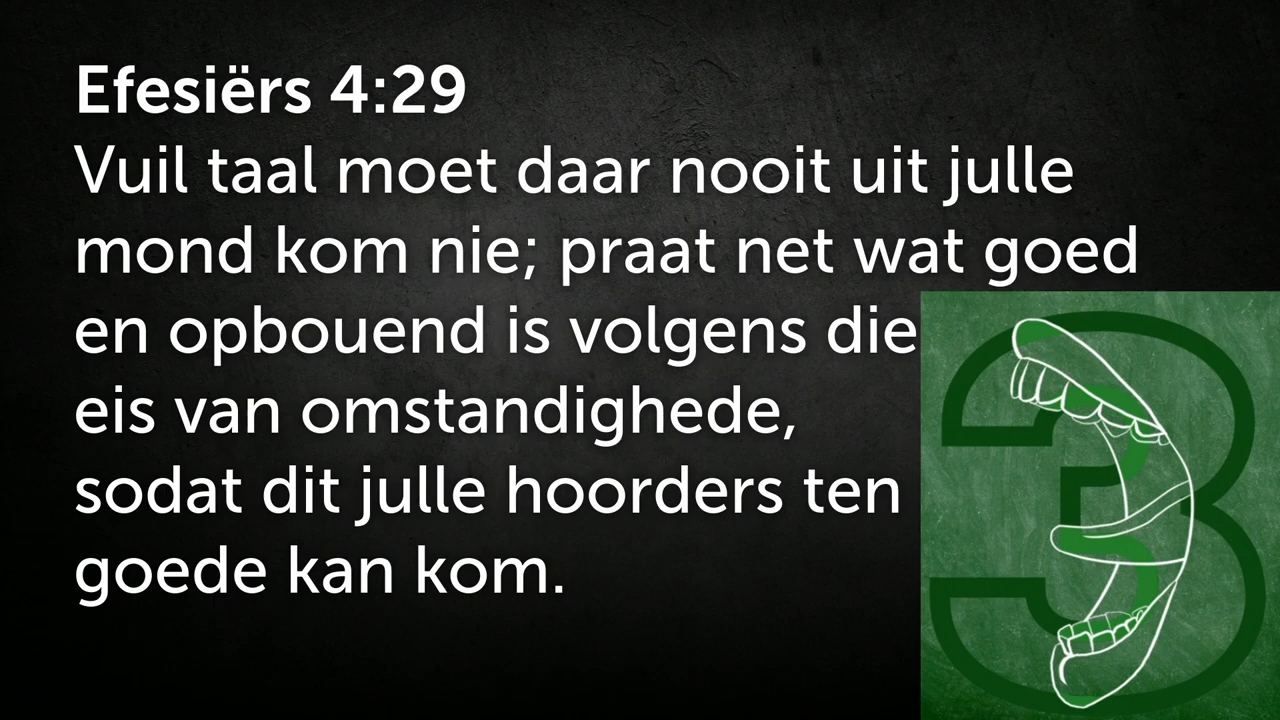 Efesiërs 4:29
Vuil taal moet daar nooit uit julle
mond kom nie; praat net wat goed
en opbouend is volgens die
eis van omstandighede,
sodat dit julle hoorders ten
goede kan kom.
3